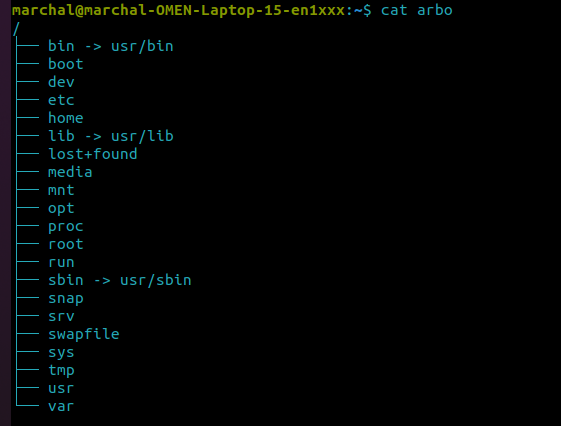 marchal@marchal-OMEN-Laptop-15-en1xxx:~$ cat arbo
/
├── bin -> usr/bin
├── boot
├── dev
├── etc
├── home
├── lib -> usr/lib
├── lost+found
├── media
├── mnt
├── opt
├── proc
├── root
├── run
├── sbin -> usr/sbin
├── snap
├── srv
├── swapfile
├── sys
├── tmp
├── usr
└── var